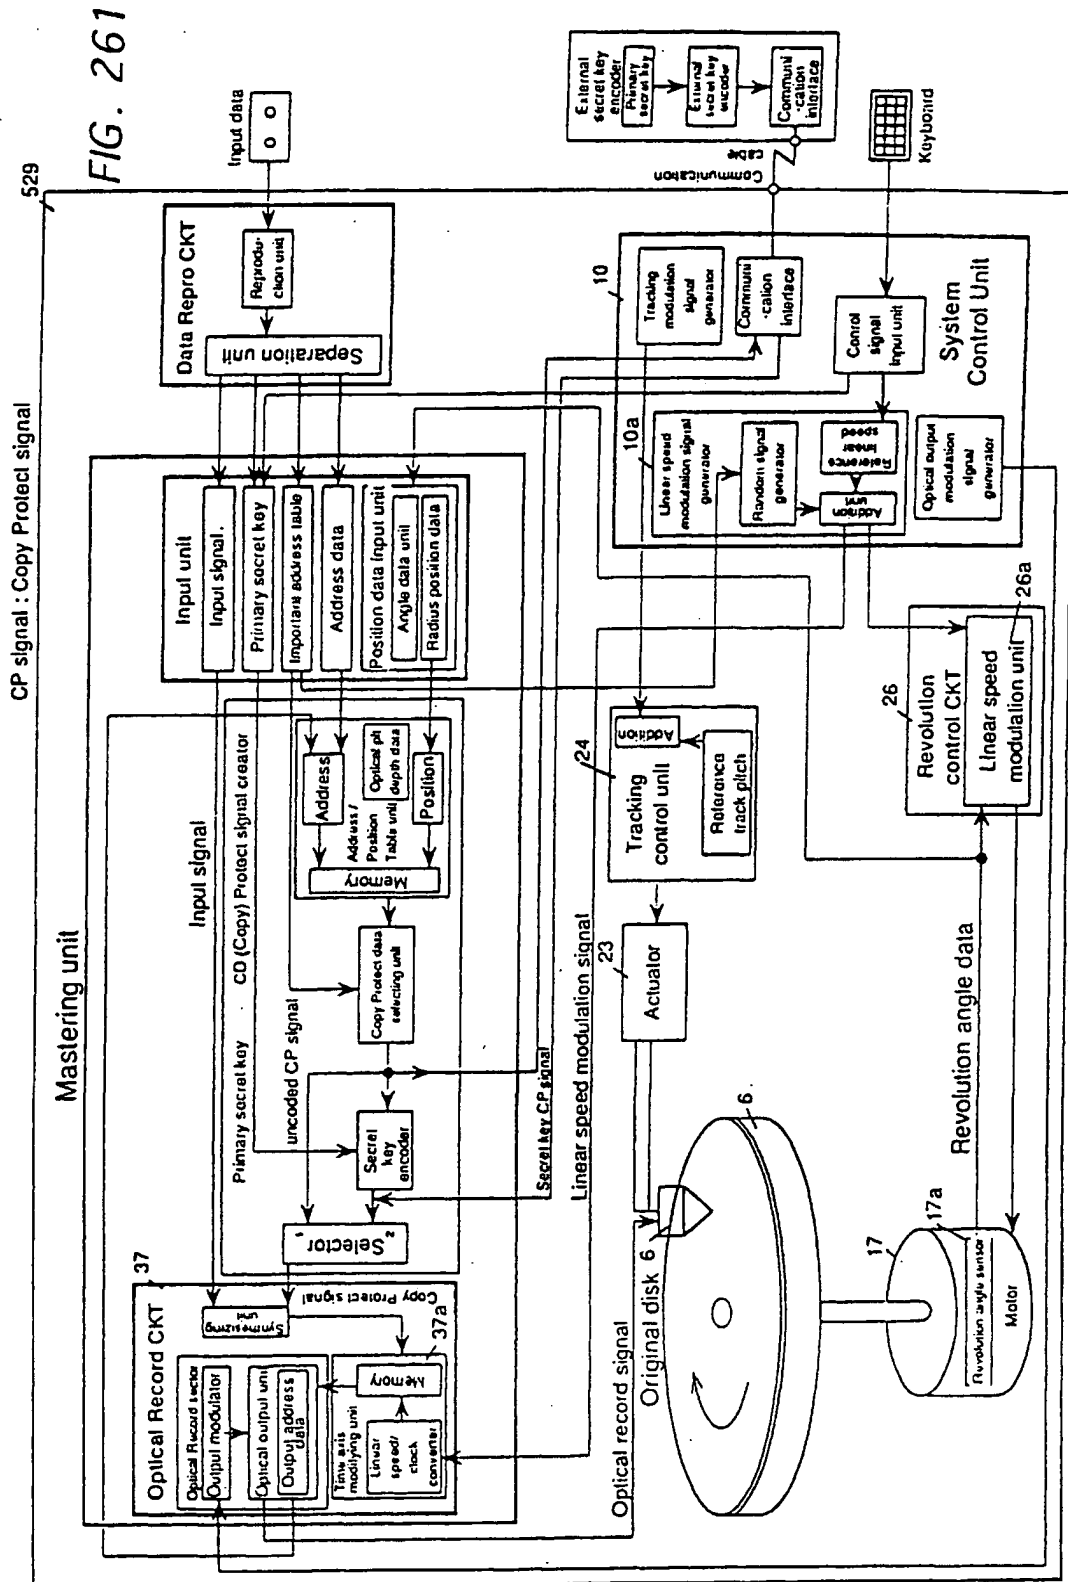 FIG. 261
CP signal : Copy Protect signal
529
Input data
Data Repro CKT
Reprodu-
ction unit
Separation unit
External
secret key
encoder
Primary
secret key
External
secret key
encoder
Communi
-cation
interface
Communication
cable
Keyboard
10
Tracking
modulation
signal
generator
Communi
-cation
interface
Control
signal
input unit
System
Control Unit
10a
Linear speed
modulation signal
generator
Random signal
generator
Reference
linear
speed
Addition
unit
Optical output
modulation
signal
generator
Mastering unit
Input unit
Input signal.
Primary secret key
Important address table
Address data
Position data input unit
Angle data unit
Radius position data
Input signal
Primary secret key
CD (Copy) Protect signal creator
uncoded CP signal
Address
Optical pit
depth data
Address /
Position
Table unit
Position
Memory
Copy Protect data
selecting unit
Secret
key
encoder
Secret key CP signal
Selector
1
2
37
Optical Record CKT
Synthesizing
unit
Copy Protect signal
Optical Record sector
Output modulator
Optical output unit
Output address
data
37a
Time axis
modifying unit
Memory
Linear
speed/
clock
converter
Linear speed modulation signal
24
Tracking
control unit
Addition
Reference
track pitch
23
Actuator
26
Revolution
control CKT
26a
Linear speed
modulation unit
Revolution angle data
Optical record signal
Original disk 6
6
6
17
17a
Revolution angle sensor
Motor